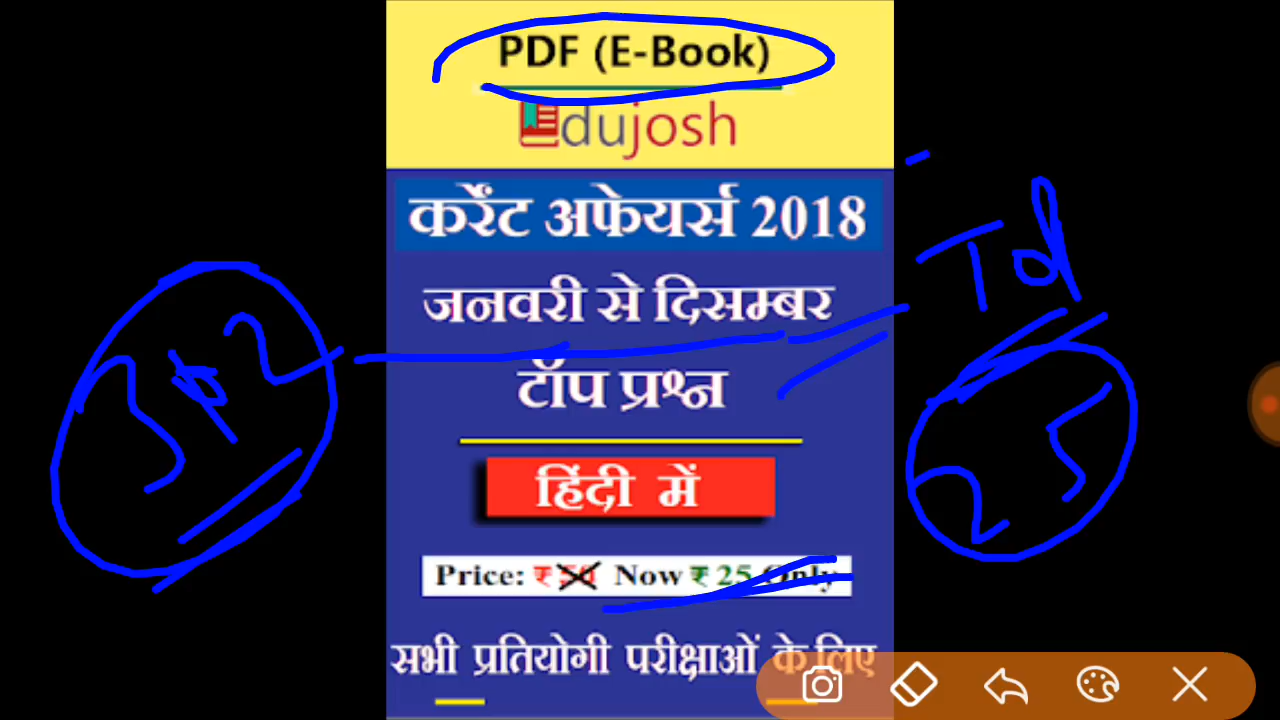 PDF (E-Book)
Edujosh
करेंट अफेयर्स 2018
जनवरी से दिसम्बर
टॉप प्रश्न
हिंदी में
Price: ₹ 50 Now ₹ 25 Only
सभी प्रतियोगी परीक्षाओं के लिए
25